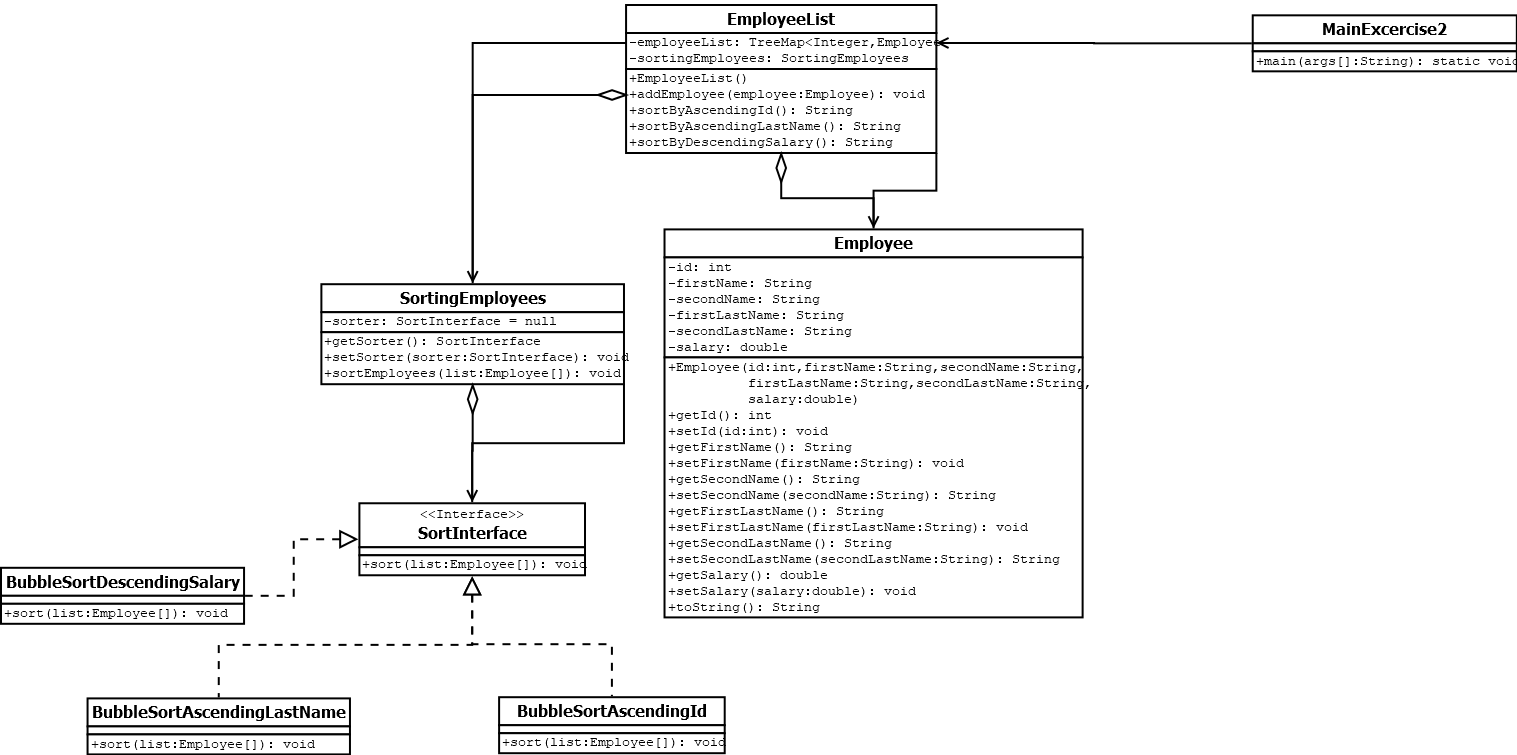 EmployeeList
-employeeList: TreeMap<Integer,Employee
-sortingEmployees: SortingEmployees
+EmployeeList()
+addEmployee(employee:Employee): void
+sortByAscendingId(): String
+sortByAscendingLastName(): String
+sortByDescendingSalary(): String
MainExcercise2
+main(args[]:String): static void
Employee
-id: int
-firstName: String
-secondName: String
-firstLastName: String
-secondLastName: String
-salary: double
+Employee(id:int,firstName:String,secondName:String,
firstLastName:String,secondLastName:String,
salary:double)
+getId(): int
+setId(id:int): void
+getFirstName(): String
+setFirstName(firstName:String): void
+getSecondName(): String
+setSecondName(secondName:String): String
+getFirstLastName(): String
+setFirstLastName(firstLastName:String): void
+getSecondLastName(): String
+setSecondLastName(secondLastName:String): String
+getSalary(): double
+setSalary(salary:double): void
+toString(): String
SortingEmployees
-sorter: SortInterface = null
+getSorter(): SortInterface
+setSorter(sorter:SortInterface): void
+sortEmployees(list:Employee[]): void
<<Interface>>
SortInterface
+sort(list:Employee[]): void
BubbleSortDescendingSalary
+sort(list:Employee[]): void
BubbleSortAscendingLastName
+sort(list:Employee[]): void
BubbleSortAscendingId
+sort(list:Employee[]): void